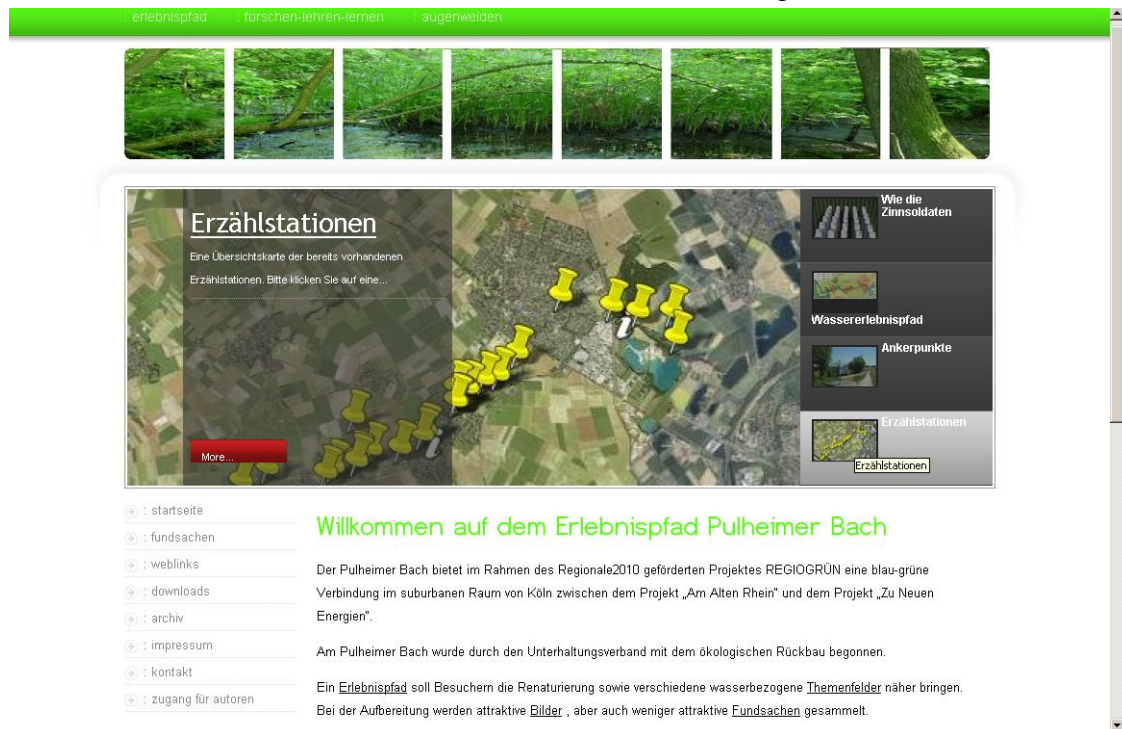 : erlebnispfad : forschen-lehren-lernen : augenweiden
Erzählstationen
Eine Übersichtskarte der bereits vorhandenen
Erzählstationen. Bitte klicken Sie auf eine...
More...
Wie die
Zinnsoldaten
Wassererlebnispfad
Ankerpunkte
Erzählstationen
Erzählstationen
: startseite
: fundsachen
: weblinks
: downloads
: archiv
: impressum
: kontakt
: zugang für autoren
Willkommen auf dem Erlebnispfad Pulheimer Bach
Der Pulheimer Bach bietet im Rahmen des Regionale2010 geförderten Projektes REGIOGRÜN eine blau-grüne
Verbindung im suburbanen Raum von Köln zwischen dem Projekt „Am Alten Rhein" und dem Projekt „Zu Neuen
Energien".
Am Pulheimer Bach wurde durch den Unterhaltungsverband mit dem ökologischen Rückbau begonnen.
Ein Erlebnispfad soll Besuchern die Renaturierung sowie verschiedene wasserbezogene Themenfelder näher bringen.
Bei der Aufbereitung werden attraktive Bilder , aber auch weniger attraktive Fundsachen gesammelt.